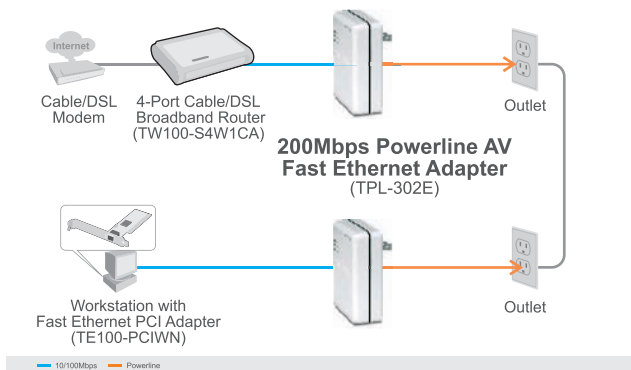 Internet
Cable/DSL
Modem
4-Port Cable/DSL
Broadband Router
(TW100-S4W1CA)
Outlet
200Mbps Powerline AV
Fast Ethernet Adapter
(TPL-302E)
Workstation with
Fast Ethernet PCI Adapter
(TE100-PCIWN)
Outlet
10/100Mbps
Powerline